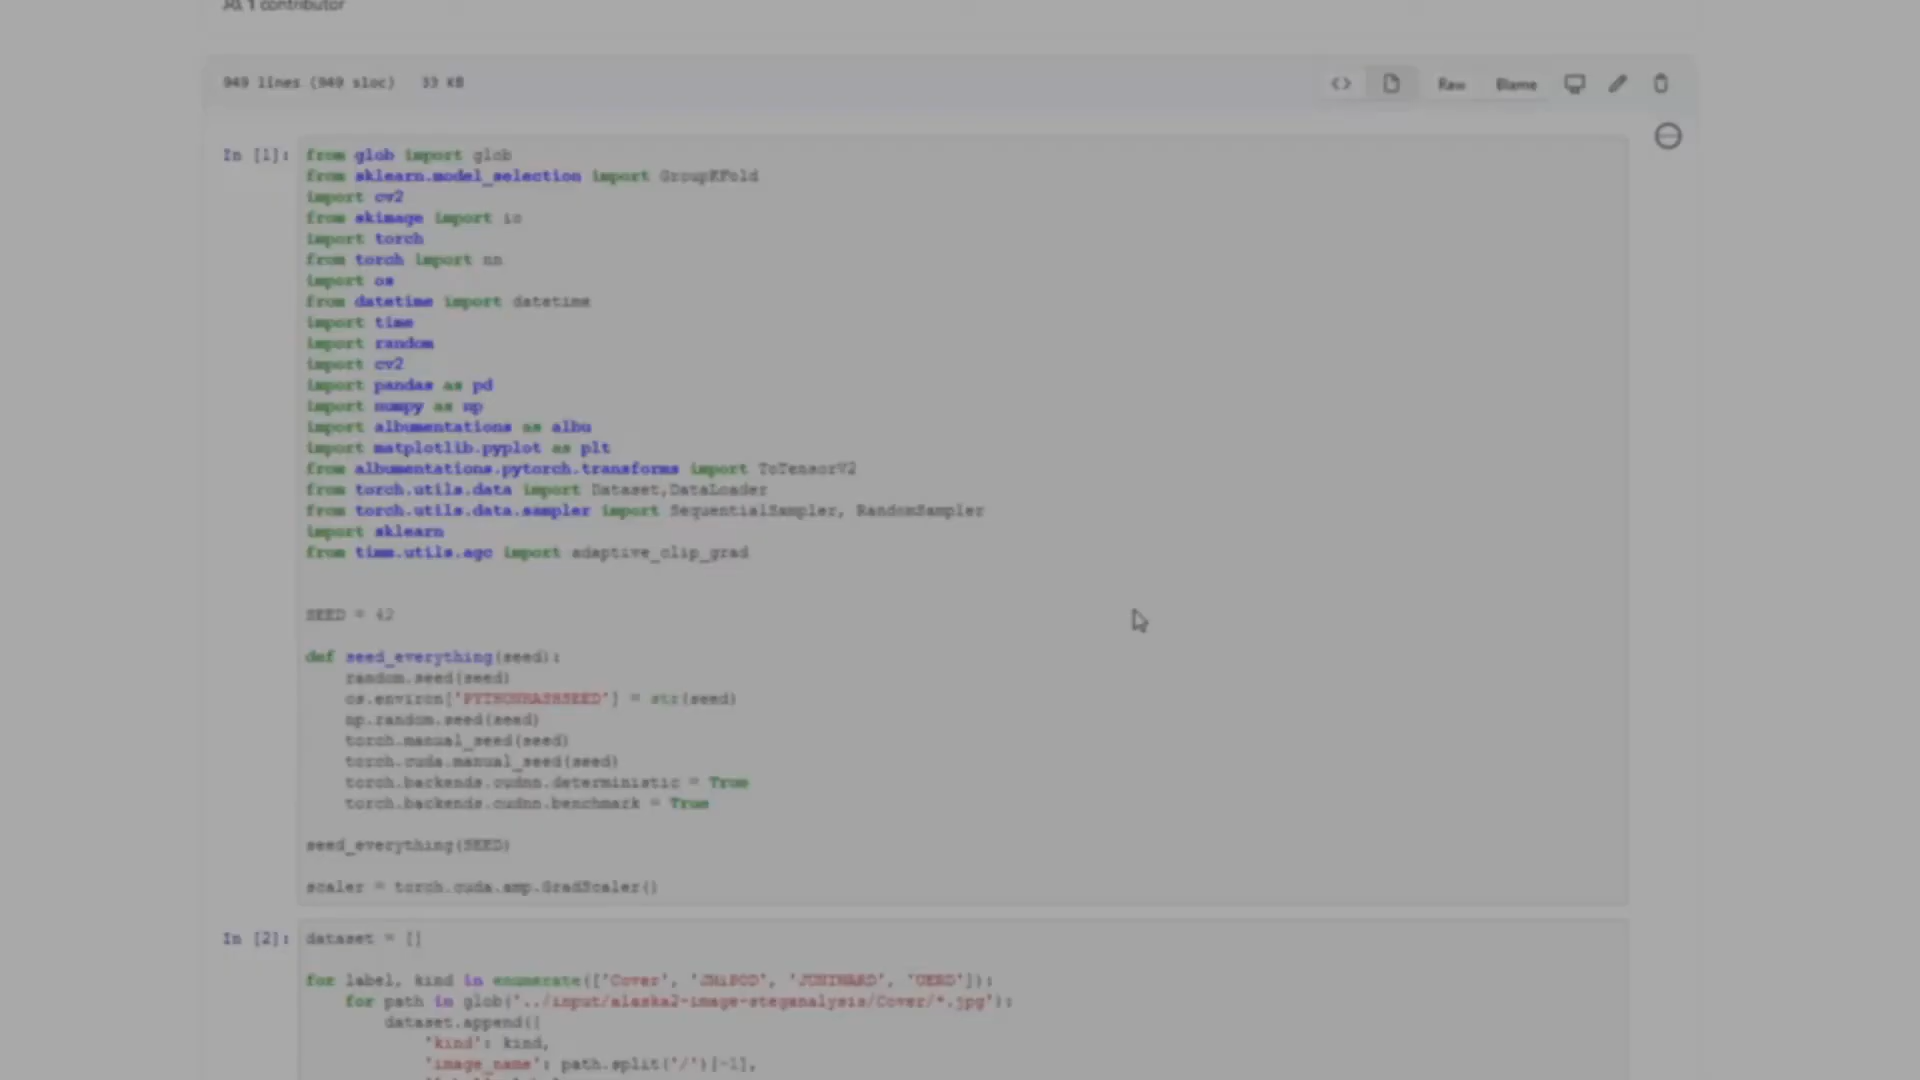 1 contributor
949 lines (949 sloc) 33 KB
Raw Blame
In [1]: from glob import glob
from sklearn.model_selection import GroupKFold
import cv2
from skimage import io
import torch
from torch import nn
import os
from datetime import datetime
import time
import random
import cv2
import pandas as pd
import numpy as np
import albumentations as albu
import matplotlib.pyplot as plt
from albumentations.pytorch.transforms import ToTensorV2
from torch.utils.data import Dataset,DataLoader
from torch.utils.data.sampler import SequentialSampler, RandomSampler
import sklearn
from timm.utils.agc import adaptive_clip_grad
SEED = 42
def seed_everything(seed):
random.seed(seed)
os.environ['PYTHONHASHSEED'] = str(seed)
np.random.seed(seed)
torch.manual_seed(seed)
torch.cuda.manual_seed(seed)
torch.backends.cudnn.deterministic = True
torch.backends.cudnn.benchmark = True
seed_everything(SEED)
scaler = torch.cuda.amp.GradScaler()
In [2]: dataset = []
for label, kind in enumerate(['Cover', 'JMiPOD', 'JUNIWARD', 'UERD']):
for path in glob('../input/alaska2-image-steganalysis/Cover/*.jpg'):
dataset.append({
'kind': kind,
'image_name': path.split('/')[-1],